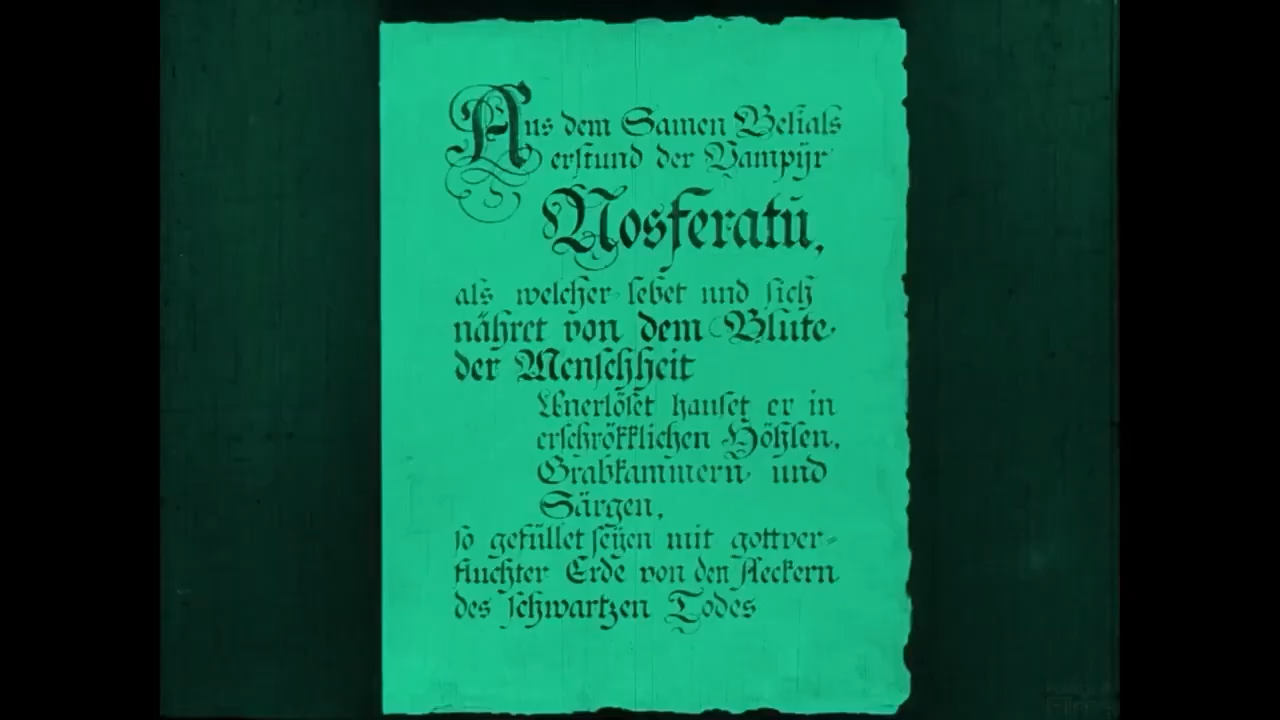 Aus dem Samen Belials
erstund der Vampyr
Nosferatu,
als welcher lebet und sich
nähret von dem Blute
der Menschheit
Unerlöset hauset er in
erschrökklichen Höhlen,
Grabkammern und
Särgen,
so gefüllet seyen mit gottver-
fluchter Erde von den Aeckern
des schwartzen Todes